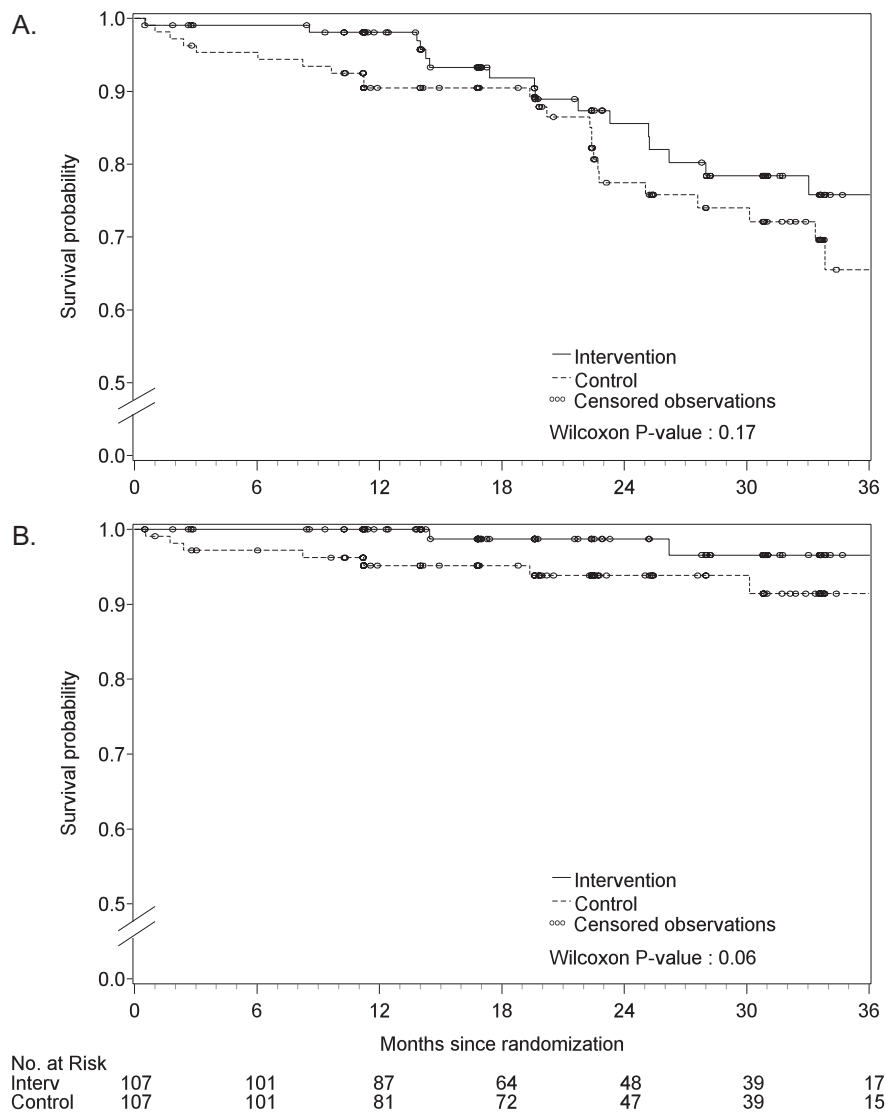 A.
1.0
0.9
0.8
0.7
0.6
0.5
0.0
Survival probability
Intervention
Control
Censored observations
Wilcoxon P-value : 0.17
0 6 12 18 24 30 36
B.
1.0
0.9
0.8
0.7
0.6
0.5
0.0
Survival probability
Intervention
Control
Censored observations
Wilcoxon P-value : 0.06
0 6 12 18 24 30 36
Months since randomization
No. at Risk
Interv 107 101 87 64 48 39 17
Control 107 101 81 72 47 39 15